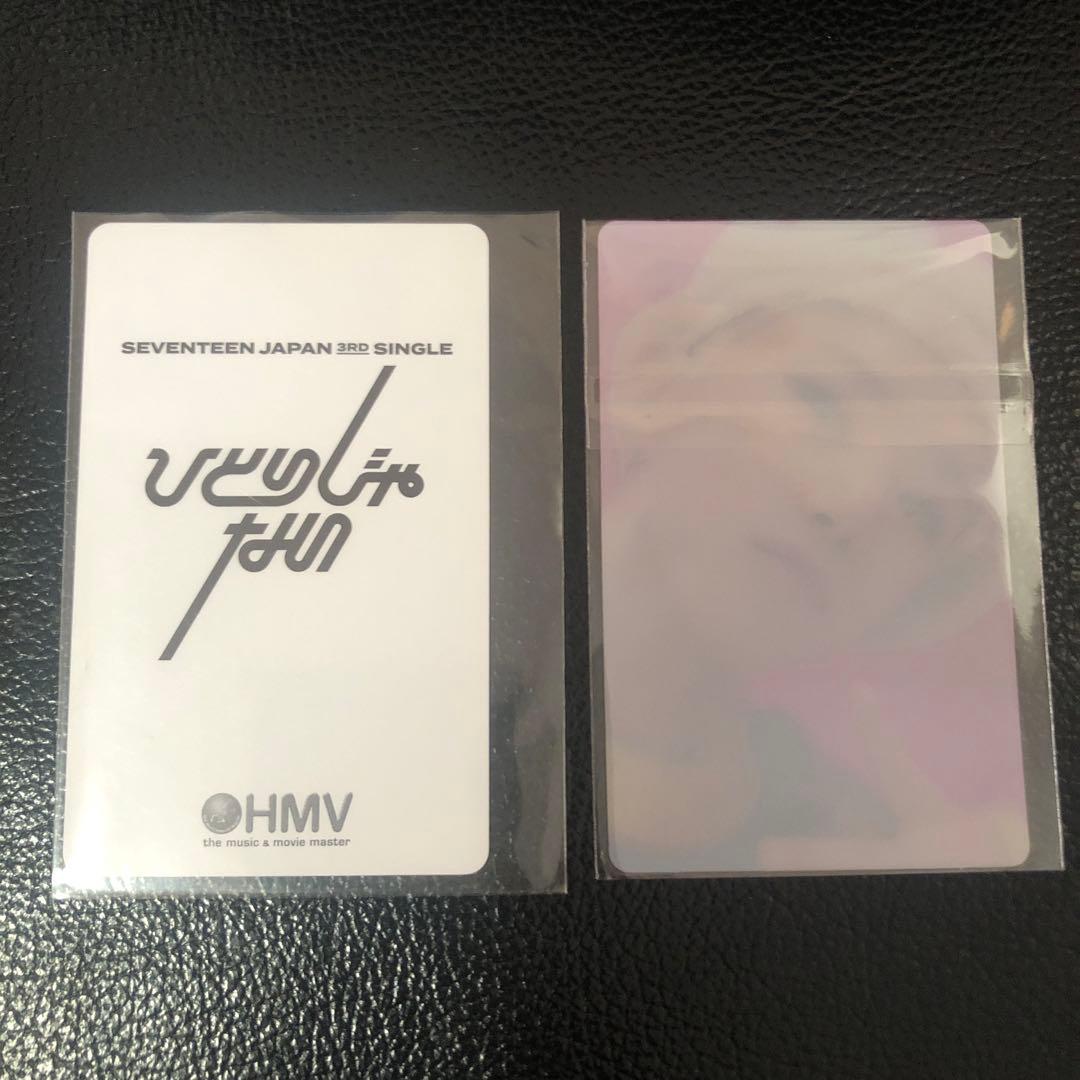 SEVENTEEN JAPAN 3RD SINGLE
ひとりじゃ
ない
HMV
the music & movie master